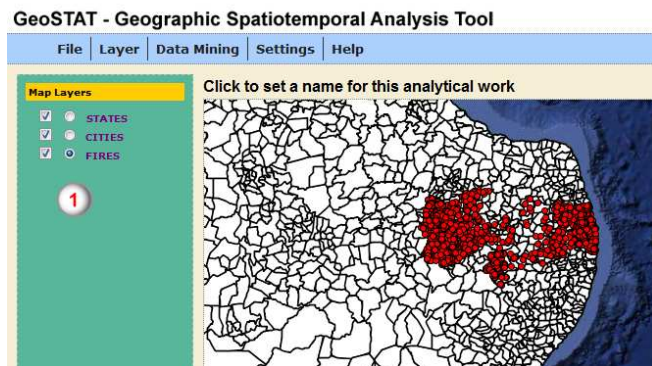 GeoSTAT - Geographic Spatiotemporal Analysis Tool
File Layer Data Mining Settings Help
Map Layers
STATES
CITIES
FIRES
1
Click to set a name for this analytical work